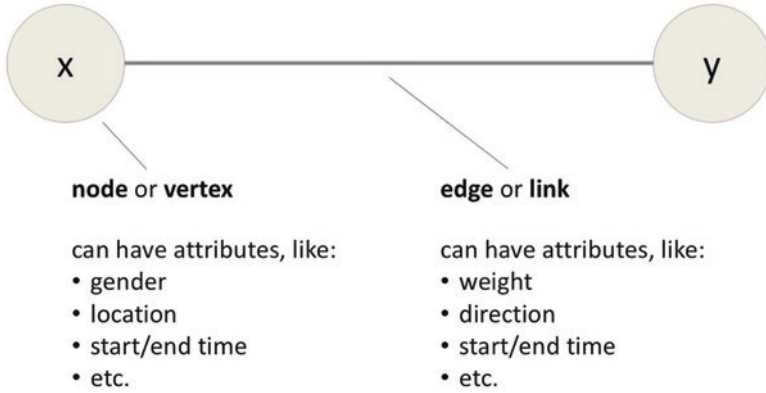 x
y
node or vertex
can have attributes, like:
• gender
• location
• start/end time
• etc.
edge or link
can have attributes, like:
• weight
• direction
• start/end time
• etc.